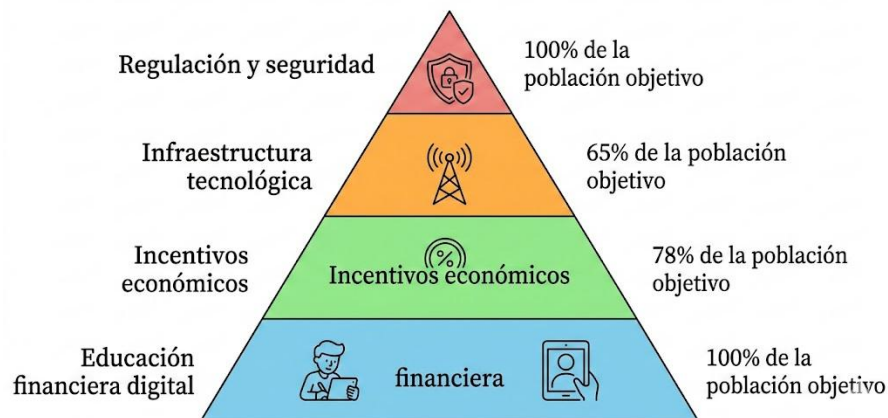 Regulación y seguridad
100% de la
población objetivo
Infraestructura
tecnológica
65% de la población
objetivo
Incentivos
económicos
%
Incentivos económicos
78% de la población
objetivo
Educación
financiera digital
financiera
100% de la
población objetivo